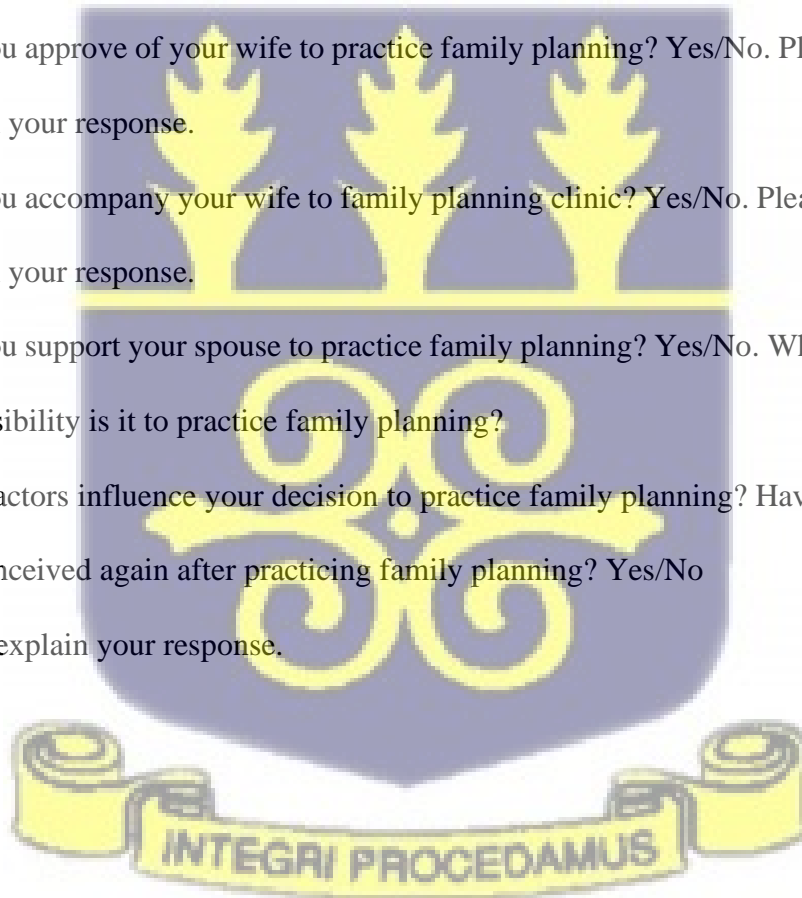 ou approve of your wife to practice family planning? Yes/No. Pl
your response.
ou accompany your wife to family planning clinic? Yes/No. Plea
your response.
ou support your spouse to practice family planning? Yes/No. Wh
sibility is it to practice family planning?
actors influence your decision to practice family planning? Hav
nceived again after practicing family planning? Yes/No
explain your response.
INTEGRI PROCEDAMUS